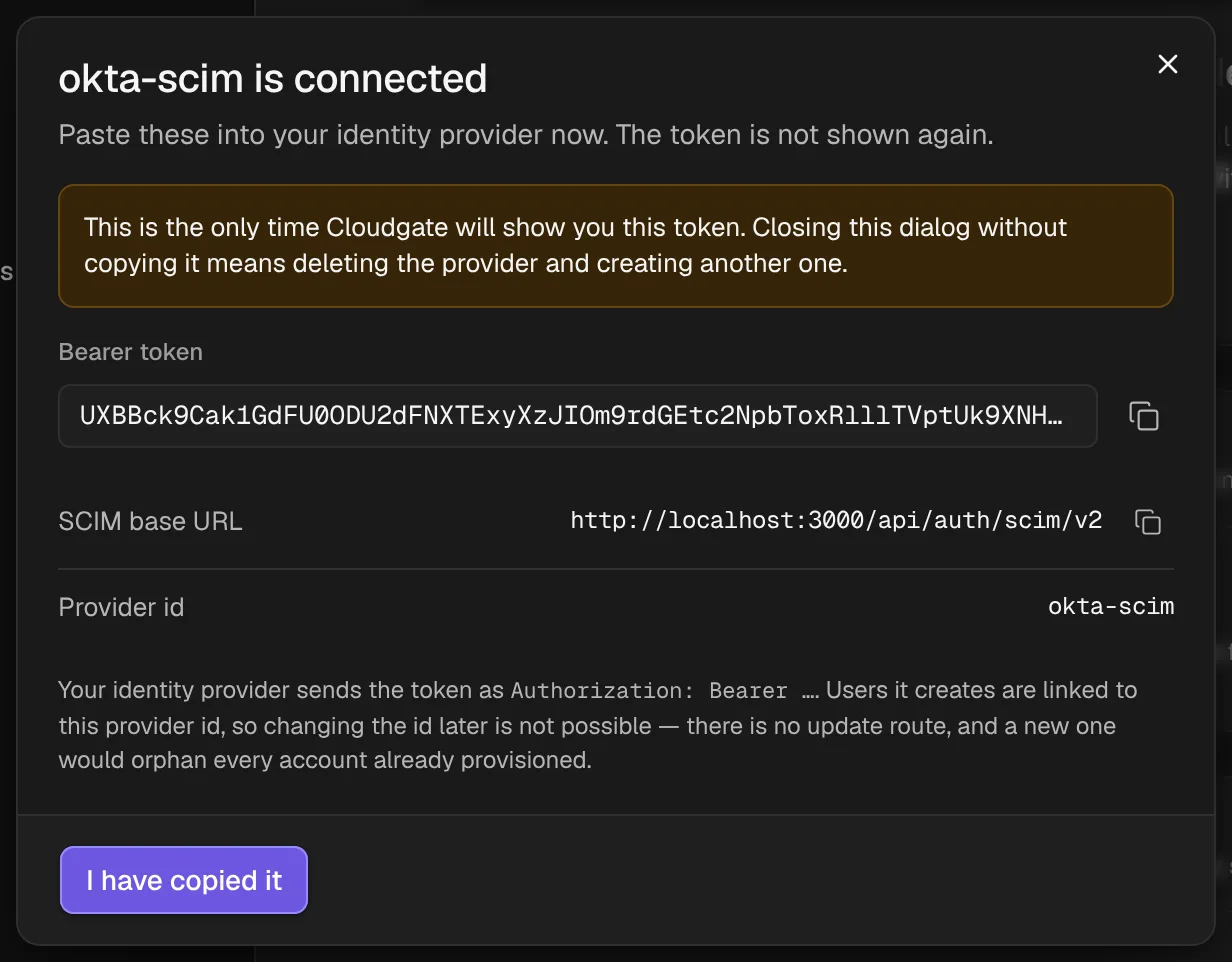 okta-scim is connected
Paste these into your identity provider now. The token is not shown again.
This is the only time Cloudgate will show you this token. Closing this dialog without
copying it means deleting the provider and creating another one.
Bearer token
UXBBck9Cak1GdFU0ODU2dFNXTExyXzJIOm9rdGEtc2NpbToxRlllTVptUk9XNH…
SCIM base URL
http://localhost:3000/api/auth/scim/v2
Provider id
okta-scim
Your identity provider sends the token as Authorization: Bearer …. Users it creates are linked to
this provider id, so changing the id later is not possible — there is no update route, and a new one
would orphan every account already provisioned.
I have copied it